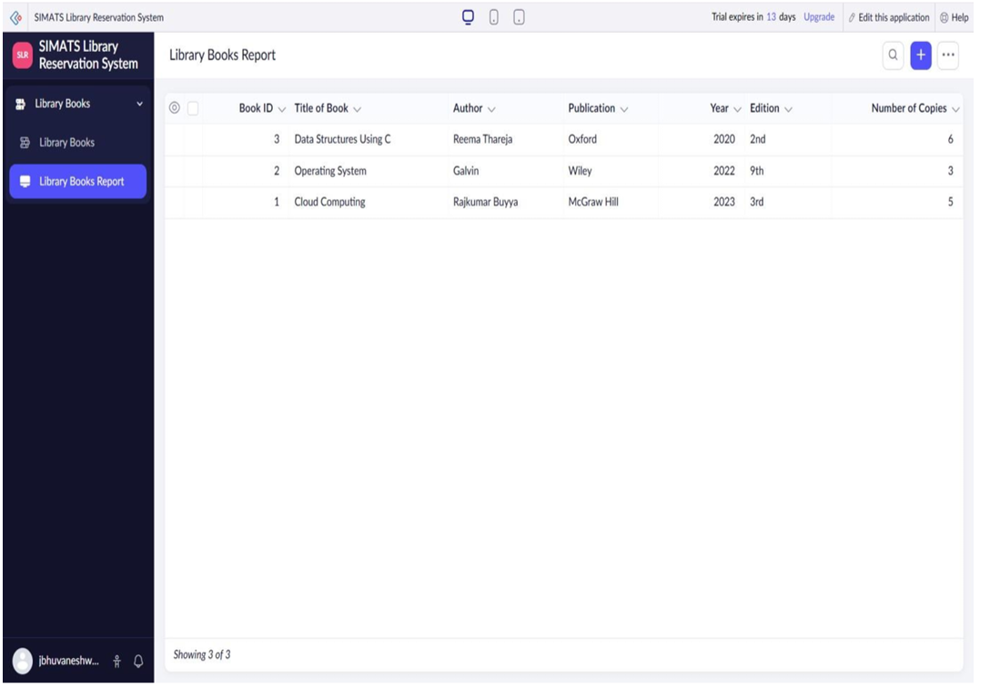 SIMATS Library Reservation System
Trial expires in 13 days Upgrade Edit this application Help
SLR
SIMATS Library
Reservation System
Library Books
Library Books
Library Books Report
Library Books Report
Book ID Title of Book Author Publication Year Edition Number of Copies
3 Data Structures Using C Reema Thareja Oxford 2020 2nd 6
2 Operating System Galvin Wiley 2022 9th 3
1 Cloud Computing Rajkumar Buyya McGraw Hill 2023 3rd 5
Showing 3 of 3
jbhuvaneshw...